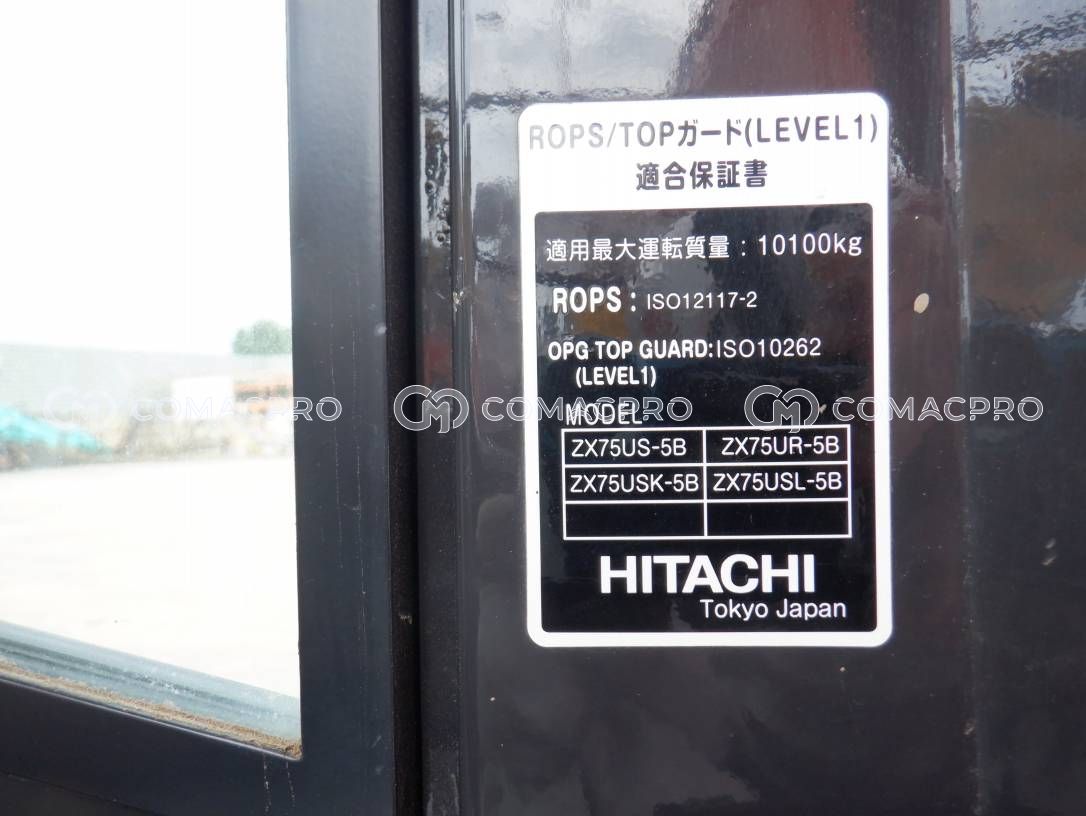 ROPS/TOPガード(LEVEL1)
適合保証書
適用最大運転質量：10100kg
ROPS：ISO12117-2
OPG TOP GUARD:ISO10262
(LEVEL1)
COMACPRO COMACPRO COMACPRO
MODEL
ZX75US-5B ZX75UR-5B
ZX75USK-5B ZX75USL-5B
HITACHI
Tokyo Japan